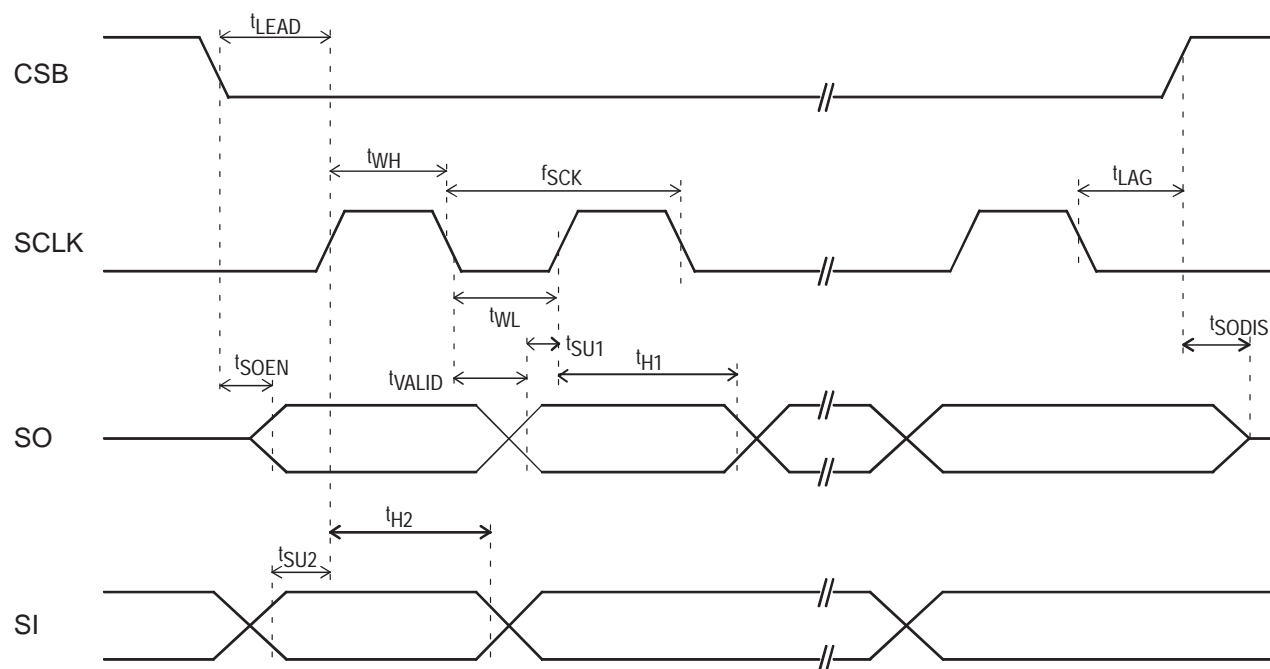 tLEAD
CSB
tWH
fSCK
tLAG
SCLK
tWL
tSODIS
tSU1
tSOEN
tVALID
tH1
SO
tH2
tSU2
SI